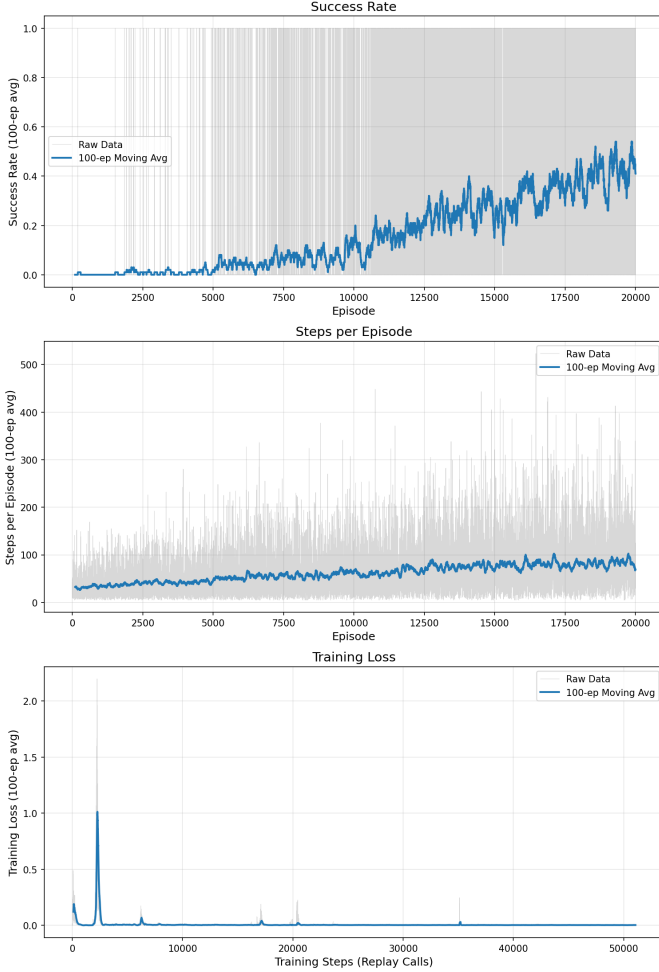 Success Rate
1.0
0.8
0.6
0.4
0.2
0.0
Success Rate (100-ep avg)
Raw Data
100-ep Moving Avg
0
2500
5000
7500
10000
12500
15000
17500
20000
Episode
Steps per Episode
500
400
300
200
100
0
Steps per Episode (100-ep avg)
Raw Data
100-ep Moving Avg
0
2500
5000
7500
10000
12500
15000
17500
20000
Episode
Training Loss
2.0
1.5
1.0
0.5
0.0
Training Loss (100-ep avg)
Raw Data
100-ep Moving Avg
0
10000
20000
30000
40000
50000
Training Steps (Replay Calls)